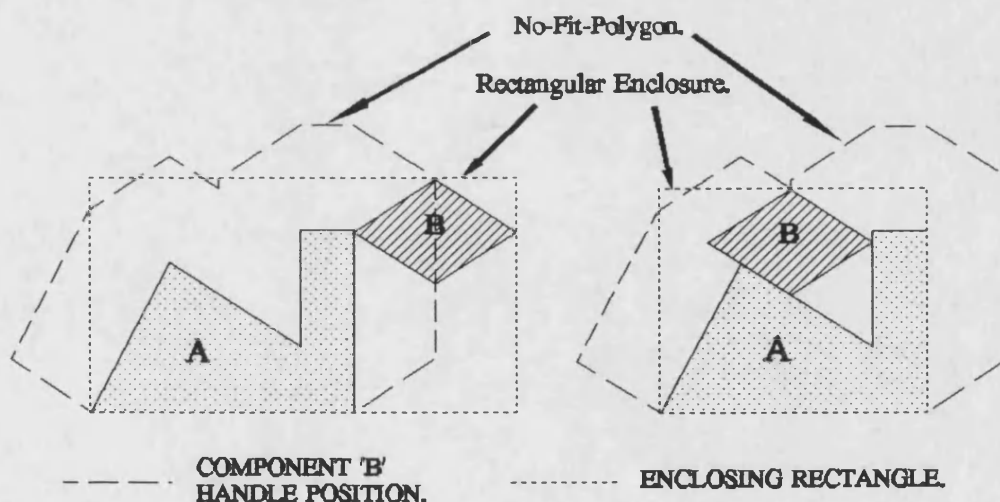 No-Fit-Polygon.
Rectangular Enclosure.
B
A
B
A
COMPONENT 'B'
HANDLE POSITION.
ENCLOSING RECTANGLE.